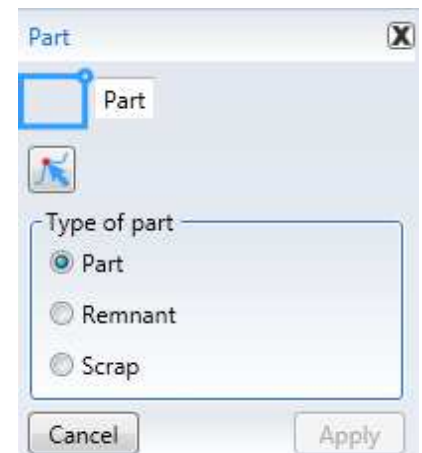 Part
Part
Type of part
Part
Remnant
Scrap
Cancel Apply